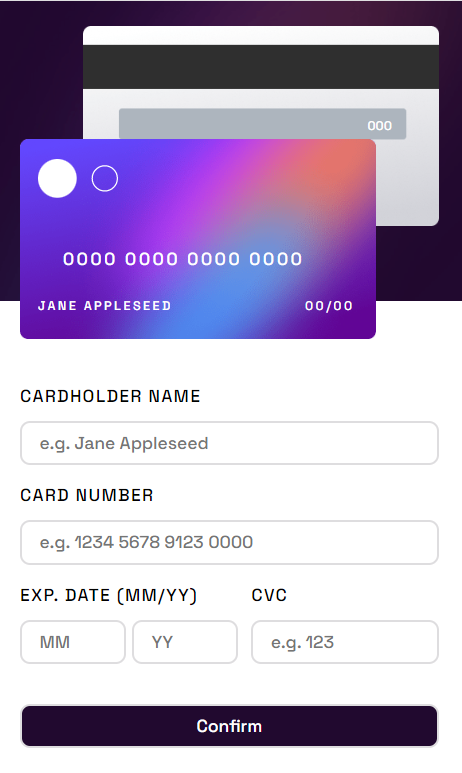 000
0000 0000 0000 0000
JANE APPLESEED 00/00
CARDHOLDER NAME
e.g. Jane Appleseed
CARD NUMBER
e.g. 1234 5678 9123 0000
EXP. DATE (MM/YY) CVC
MM YY e.g. 123
Confirm